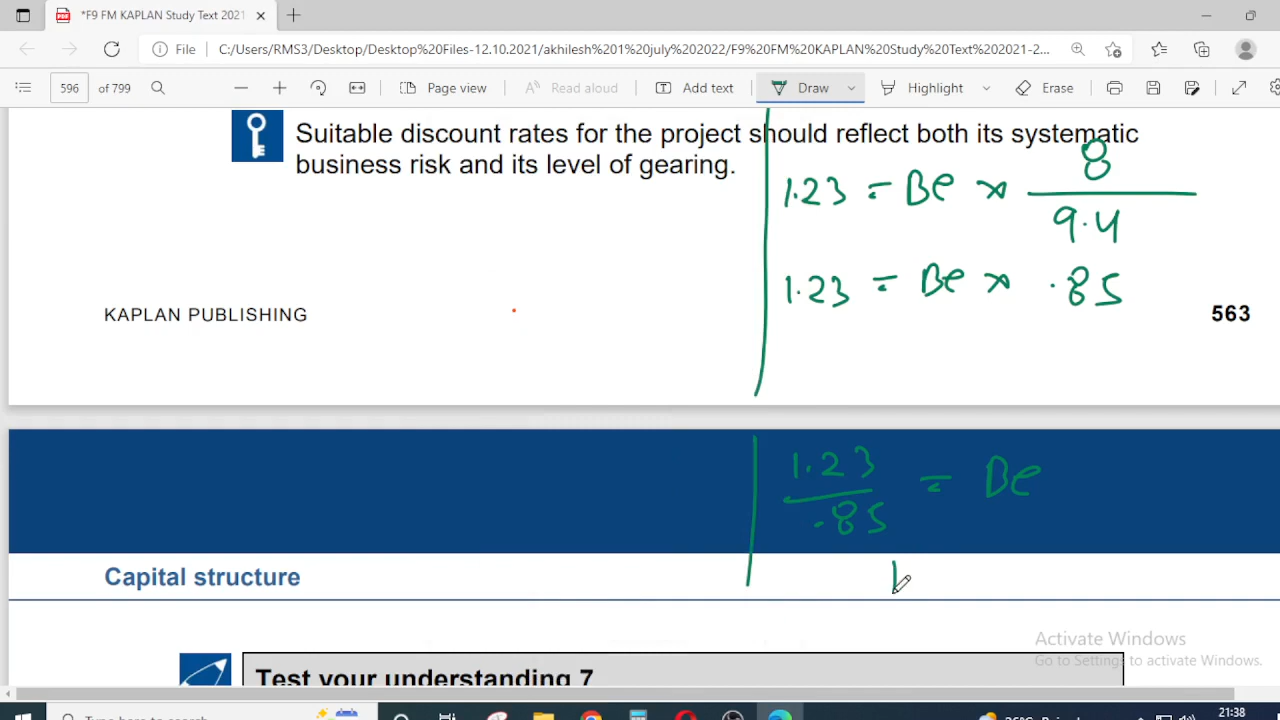 *F9 FM KAPLAN Study Text 2021
File C:/Users/RMS3/Desktop/Desktop%20Files-12.10.2021/akhilesh%201%20july%202022/F9%20FM%20KAPLAN%20Study%20Text%202021-2...
596 of 799 Page view Read aloud Add text Draw Highlight Erase
Suitable discount rates for the project should reflect both its systematic
business risk and its level of gearing.
1.23 = Be × 8
9.4
1.23 = Be × .85
KAPLAN PUBLISHING 563
1.23 = Be
.85
Capital structure
Activate Windows
Go to Settings to activate Windows.
Test your understanding 7
Type here to search
21:38